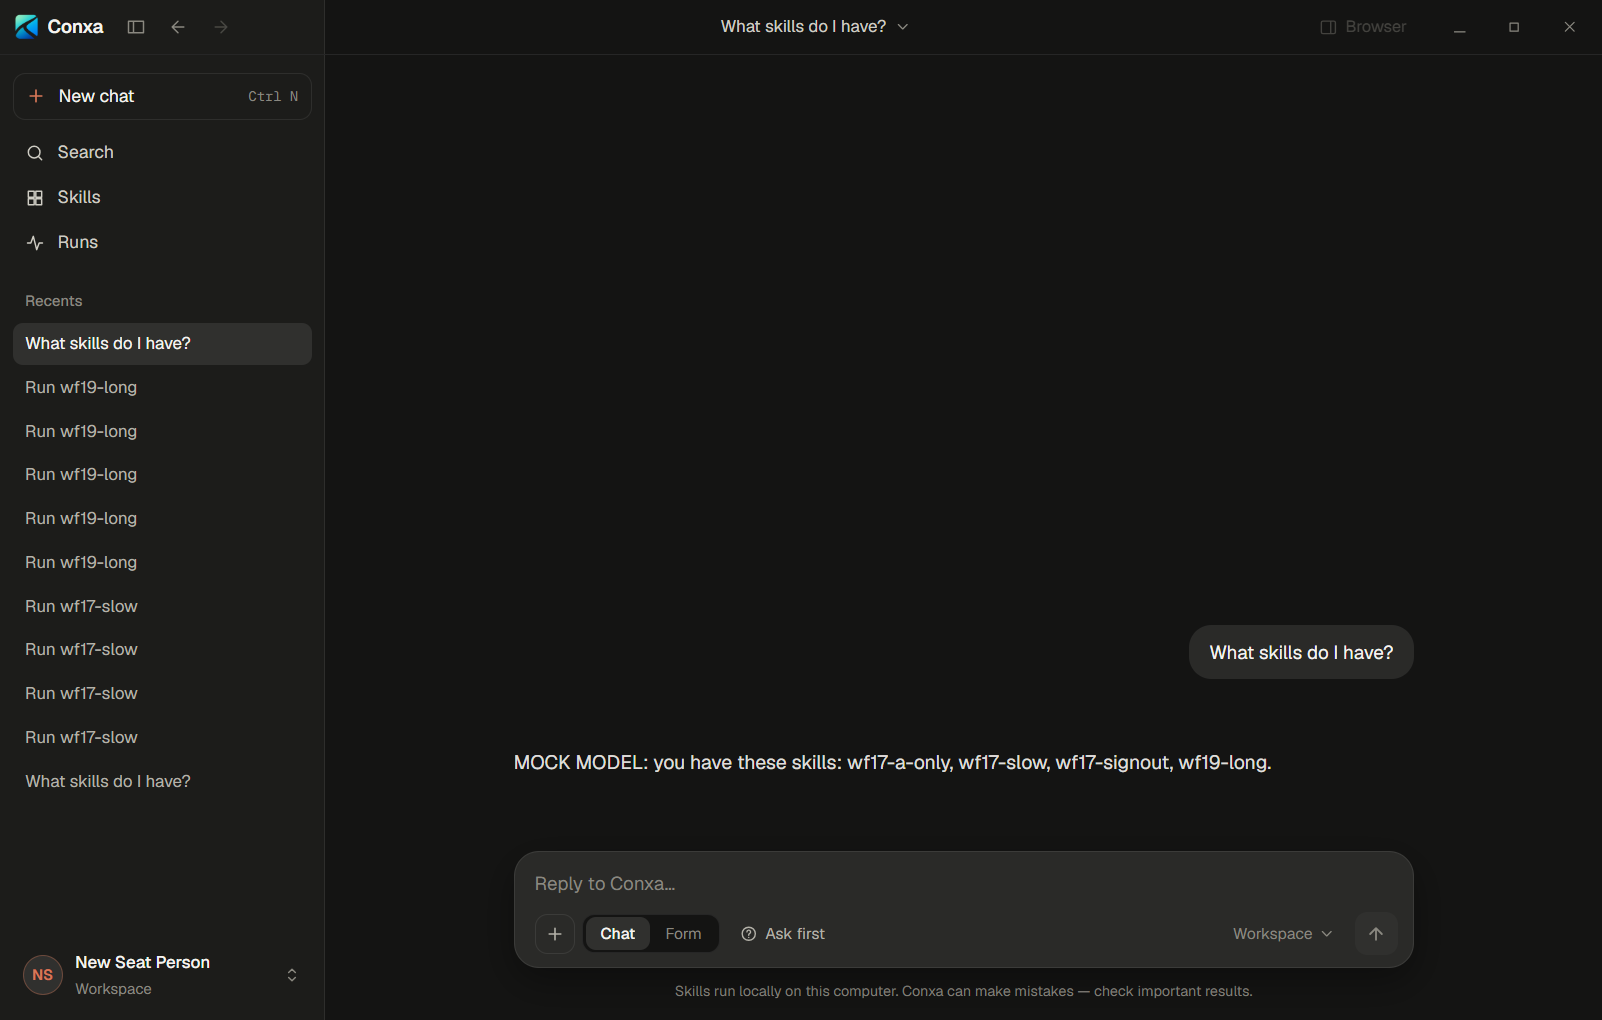 Conxa
What skills do I have?
Browser
New chat
Ctrl N
Search
Skills
Runs
Recents
What skills do I have?
Run wf19-long
Run wf19-long
Run wf19-long
Run wf19-long
Run wf19-long
Run wf17-slow
Run wf17-slow
Run wf17-slow
Run wf17-slow
What skills do I have?
NS
New Seat Person
Workspace
What skills do I have?
MOCK MODEL: you have these skills: wf17-a-only, wf17-slow, wf17-signout, wf19-long.
Reply to Conxa...
Chat
Form
Ask first
Workspace
Skills run locally on this computer. Conxa can make mistakes — check important results.